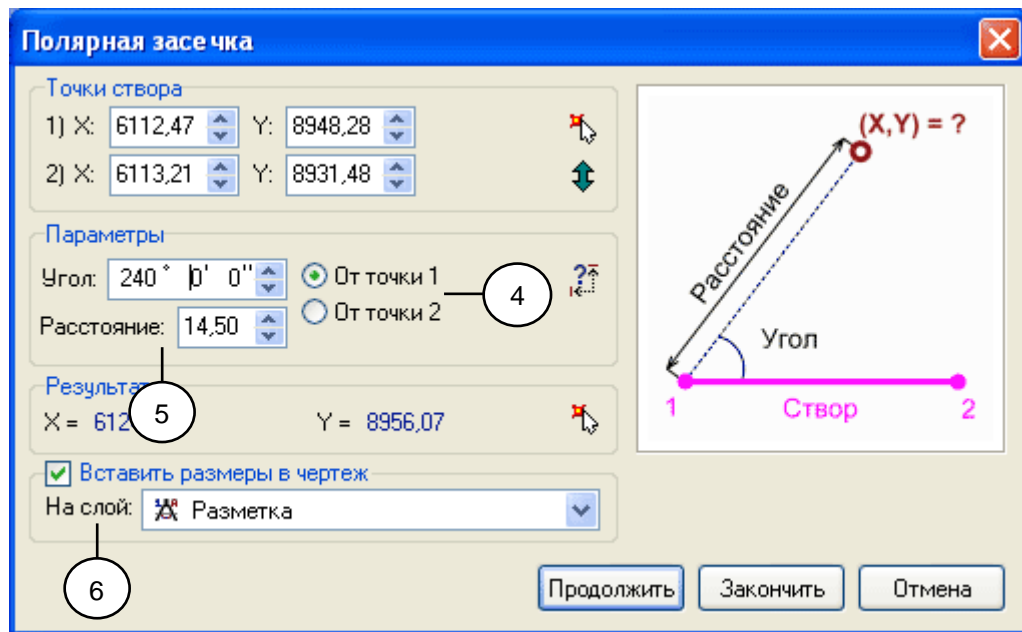 Полярная засечка
Точки створа
1) X: 6112,47 Y: 8948,28
2) X: 6113,21 Y: 8931,48
Параметры
Угол: 240° 0' 0"
От точки 1
От точки 2
4
Расстояние: 14,50
5
Результат
X = 612 Y = 8956,07
Вставить размеры в чертеж
На слой: Разметка
6
Продолжить Закончить Отмена
(X,Y) = ?
Расстояние
Угол
1 Створ 2